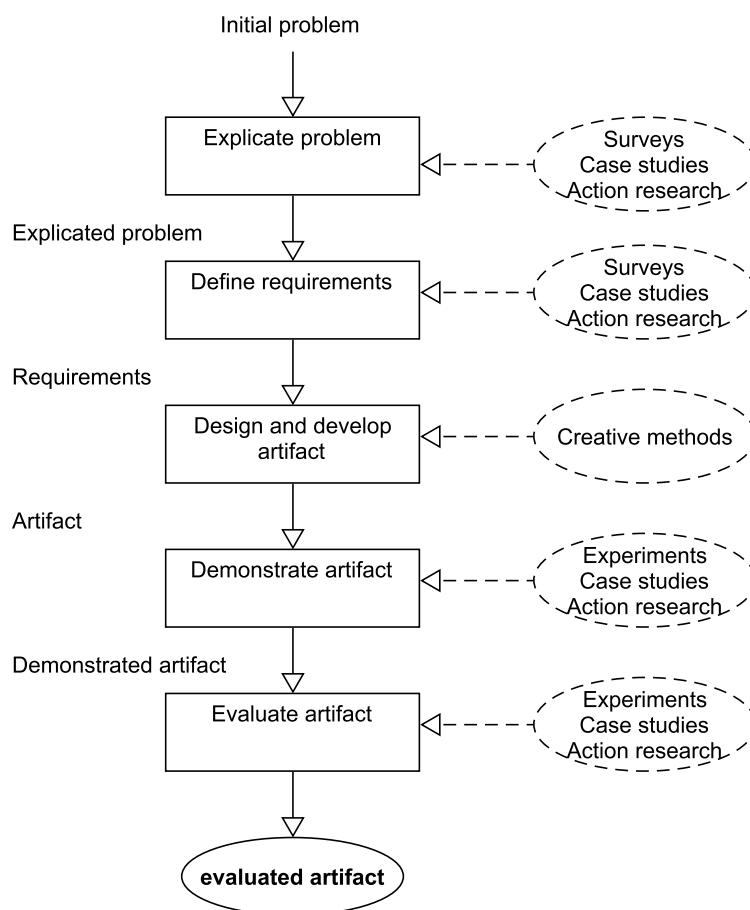 Initial problem
Explicate problem
Surveys
Case studies
Action research
Explicated problem
Define requirements
Surveys
Case studies
Action research
Requirements
Design and develop
artifact
Creative methods
Artifact
Demonstrate artifact
Experiments
Case studies
Action research
Demonstrated artifact
Evaluate artifact
Experiments
Case studies
Action research
evaluated artifact